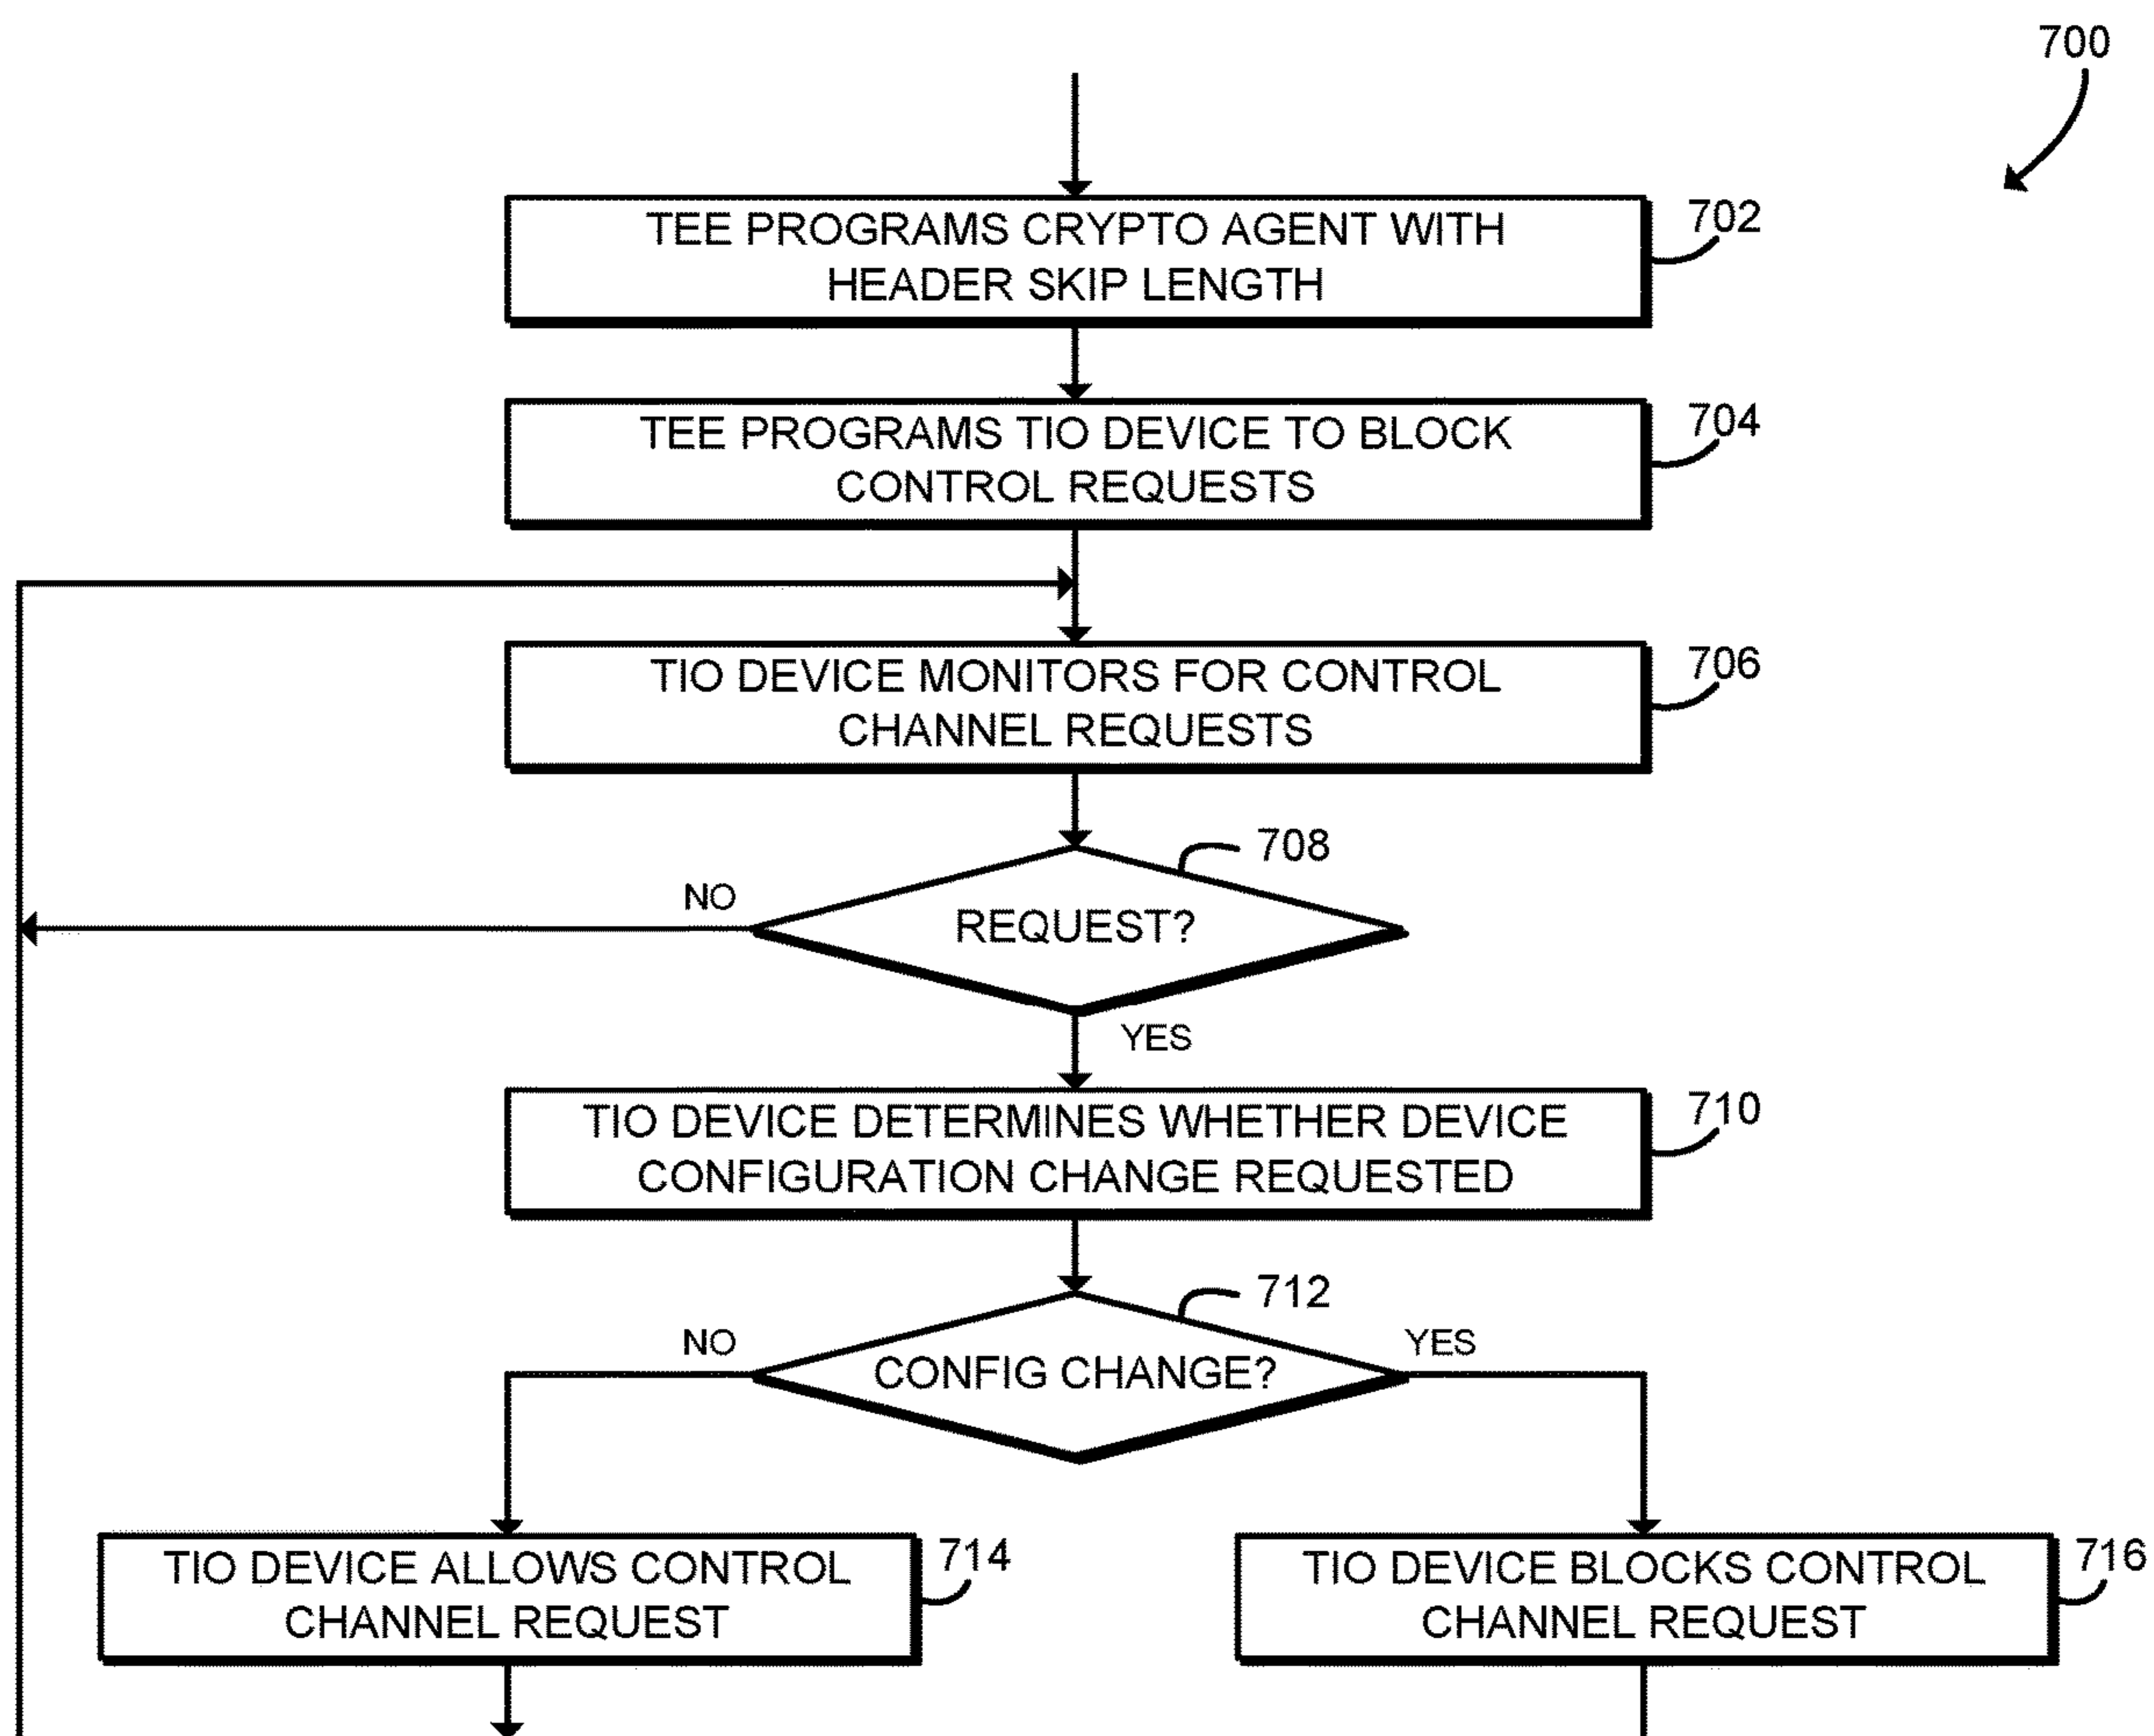 700
TEE PROGRAMS CRYPTO AGENT WITH
HEADER SKIP LENGTH
702
TEE PROGRAMS TIO DEVICE TO BLOCK
CONTROL REQUESTS
704
TIO DEVICE MONITORS FOR CONTROL
CHANNEL REQUESTS
706
708
NO
REQUEST?
YES
TIO DEVICE DETERMINES WHETHER DEVICE
CONFIGURATION CHANGE REQUESTED
710
712
NO
CONFIG CHANGE?
YES
TIO DEVICE ALLOWS CONTROL
CHANNEL REQUEST
714
TIO DEVICE BLOCKS CONTROL
CHANNEL REQUEST
716